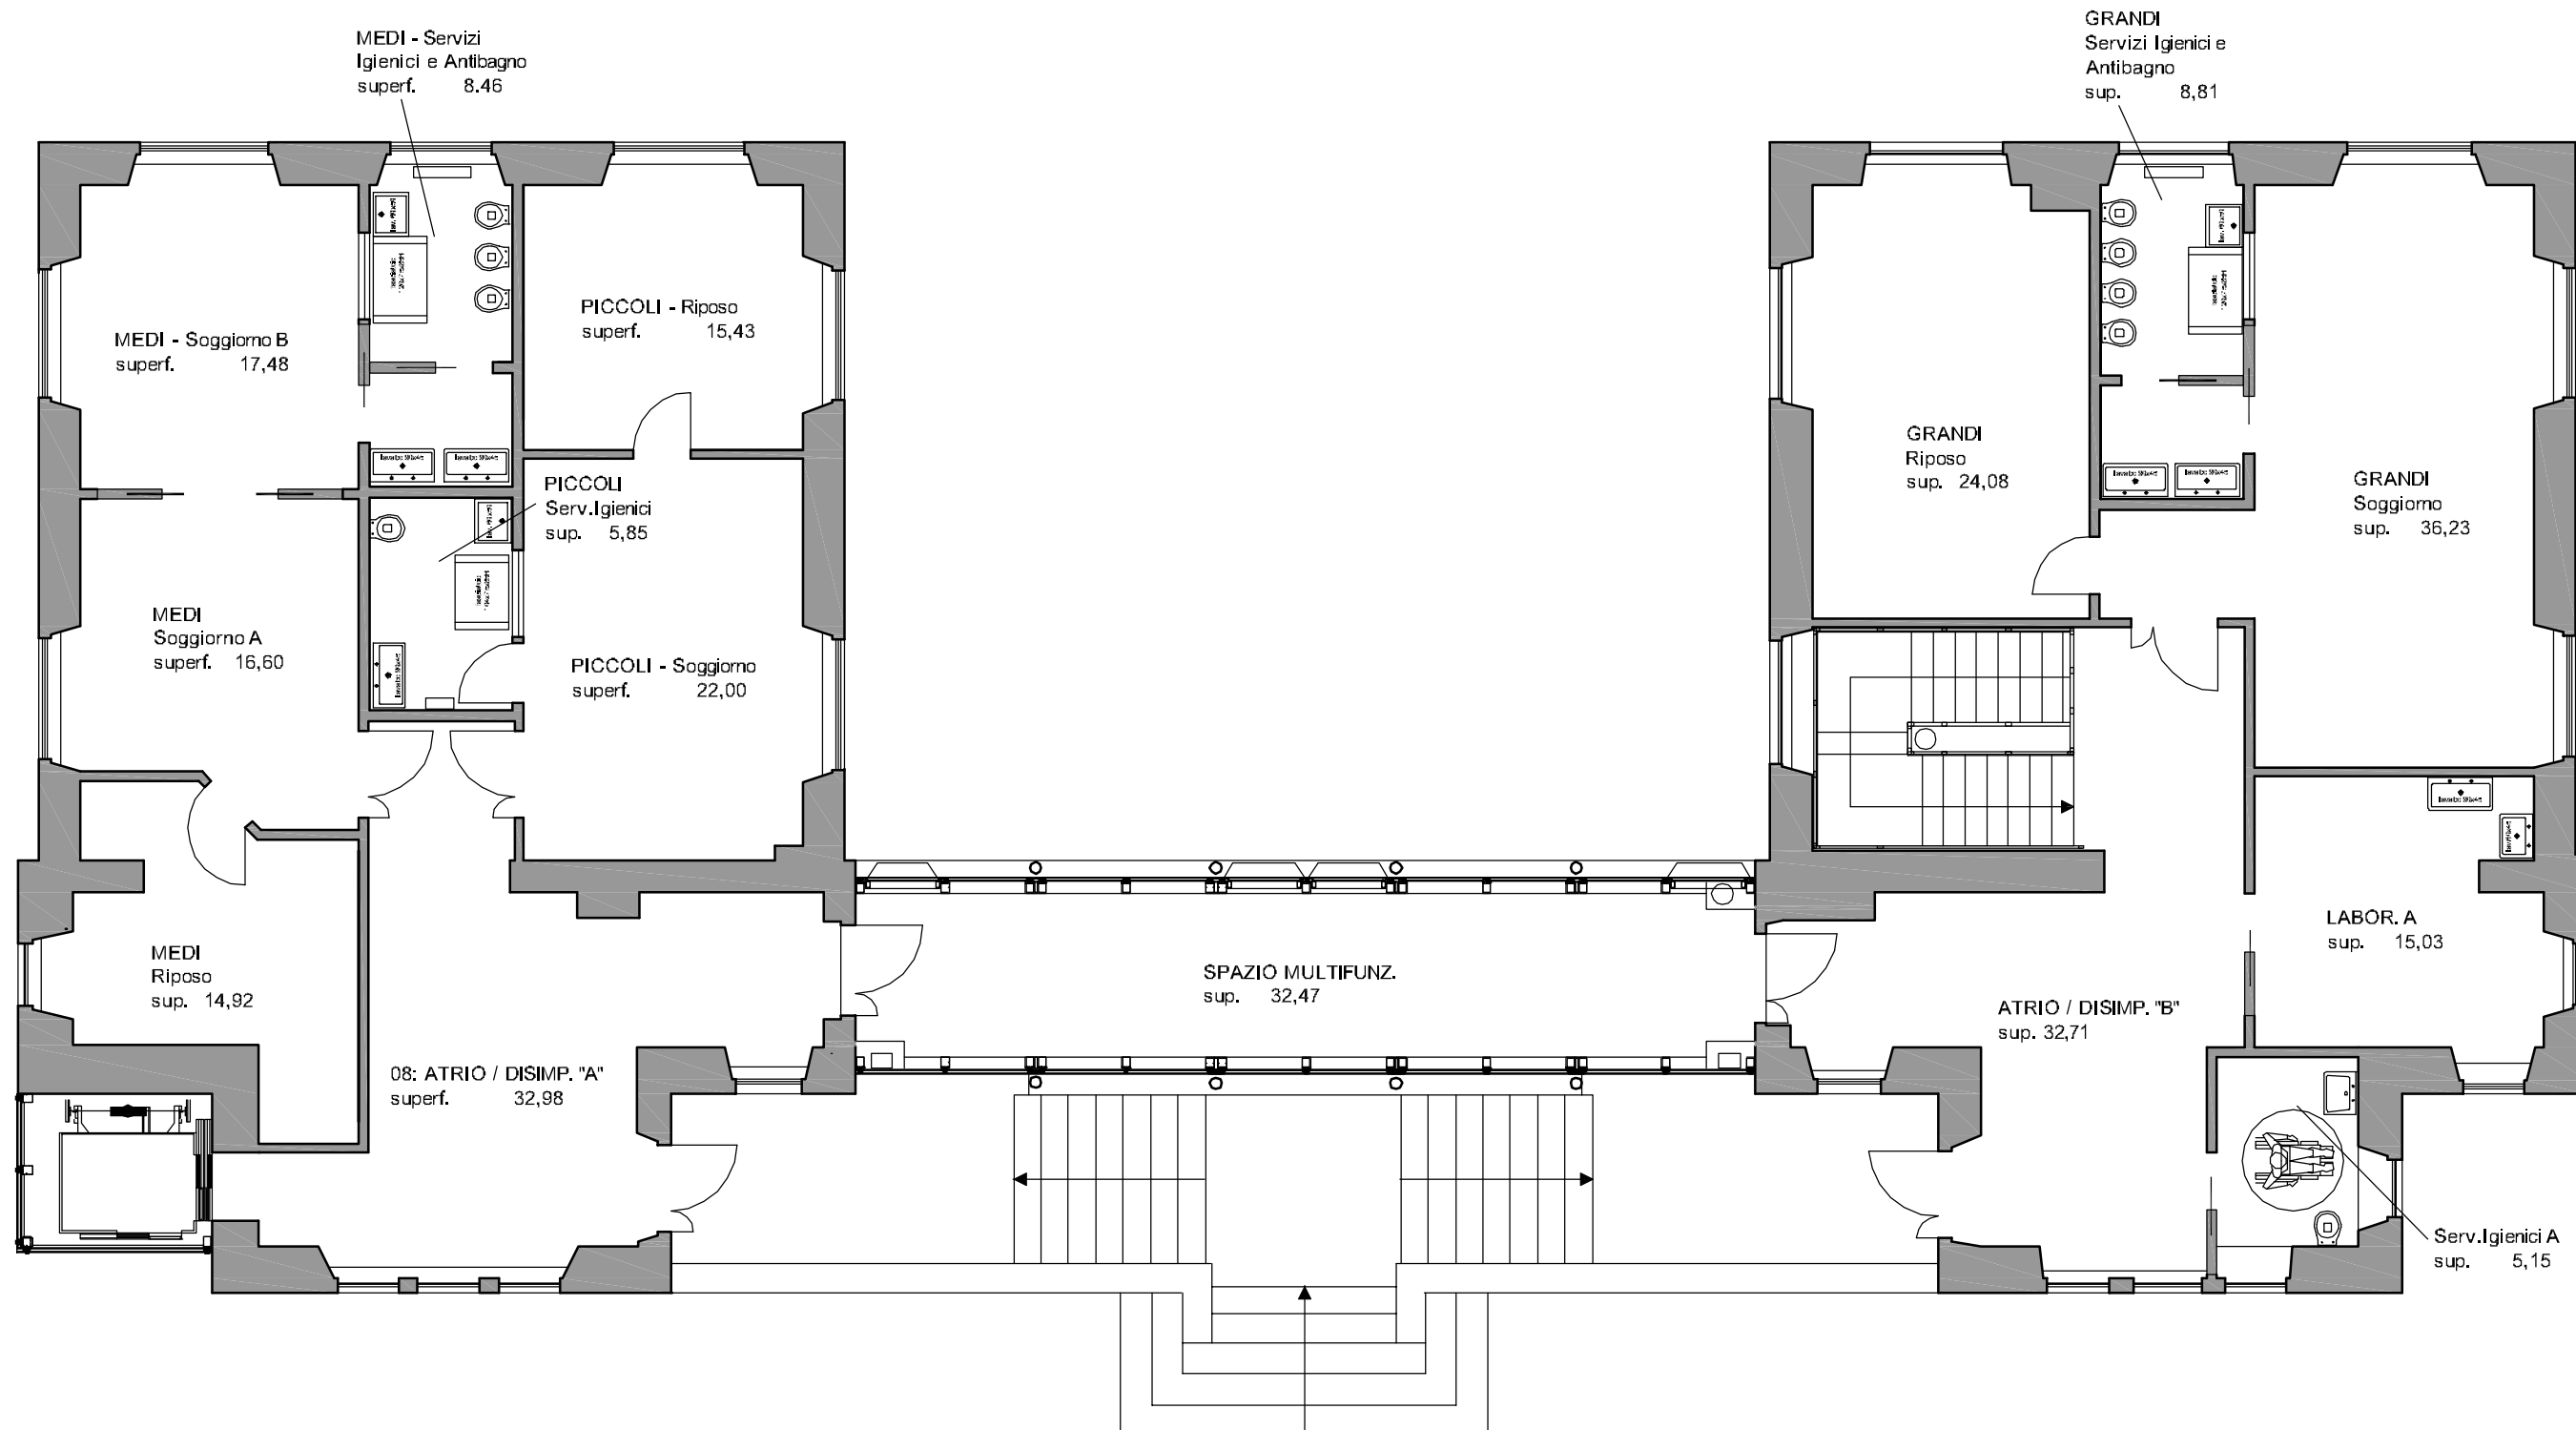 MEDI - Servizi
Igienici e Antibagno
superf. 8.46
GRANDI
Servizi Igienici e
Antibagno
sup. 8,81
MEDI - Soggiorno B
superf. 17,48
PICCOLI - Riposo
superf. 15,43
GRANDI
Riposo
sup. 24,08
GRANDI
Soggiorno
sup. 36,23
PICCOLI
Serv.Igienici
sup. 5,85
MEDI
Soggiorno A
superf. 16,60
PICCOLI - Soggiorno
superf. 22,00
MEDI
Riposo
sup. 14,92
SPAZIO MULTIFUNZ.
sup. 32,47
LABOR. A
sup. 15,03
ATRIO / DISIMP. "B"
sup. 32,71
08: ATRIO / DISIMP. "A"
superf. 32,98
Serv.Igienici A
sup. 5,15